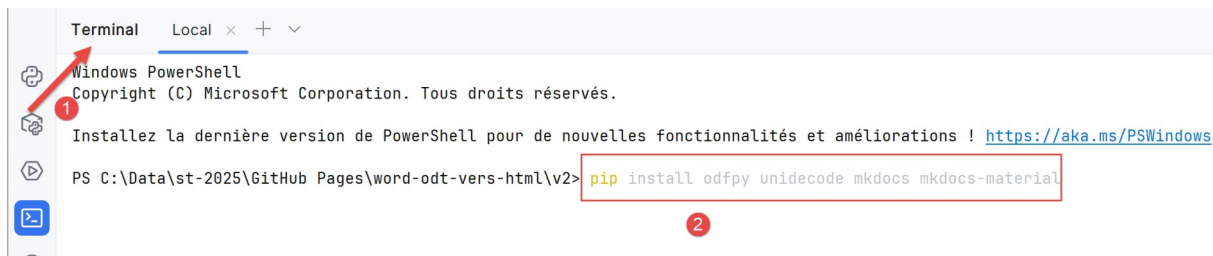 Terminal Local × + ∨
Windows PowerShell
Copyright (C) Microsoft Corporation. Tous droits réservés.
1
Installez la dernière version de PowerShell pour de nouvelles fonctionnalités et améliorations ! https://aka.ms/PSWindows
PS C:\Data\st-2025\GitHub Pages\word-odt-vers-html\v2> pip install odfpy unidecode mkdocs mkdocs-material
2